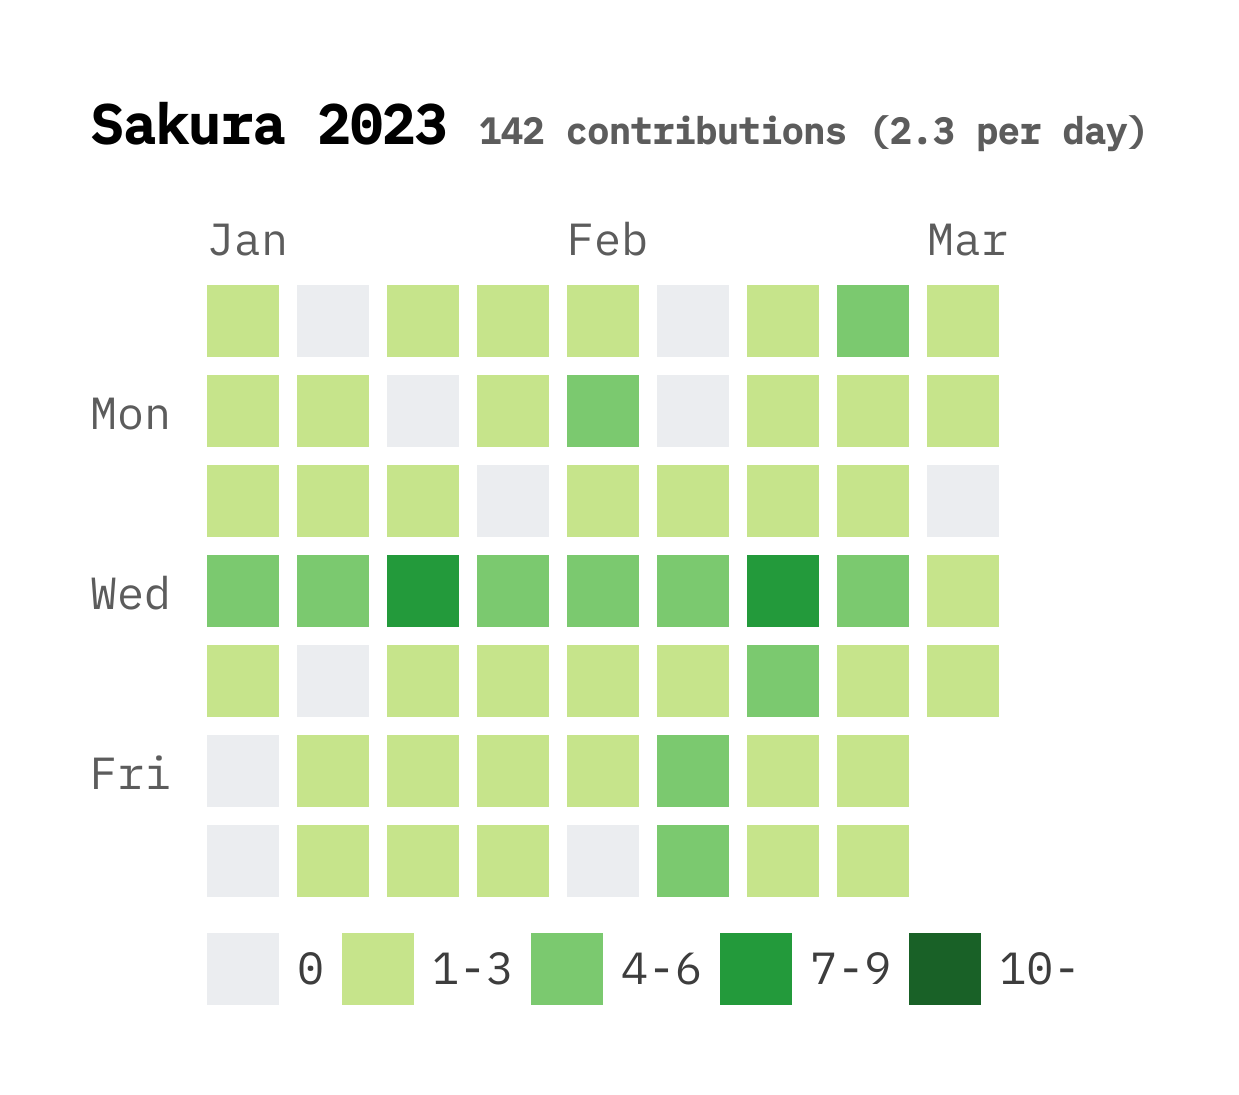 Sakura 2023 142 contributions (2.3 per day)
Jan Feb Mar
Mon
Wed
Fri
0 1-3 4-6 7-9 10-